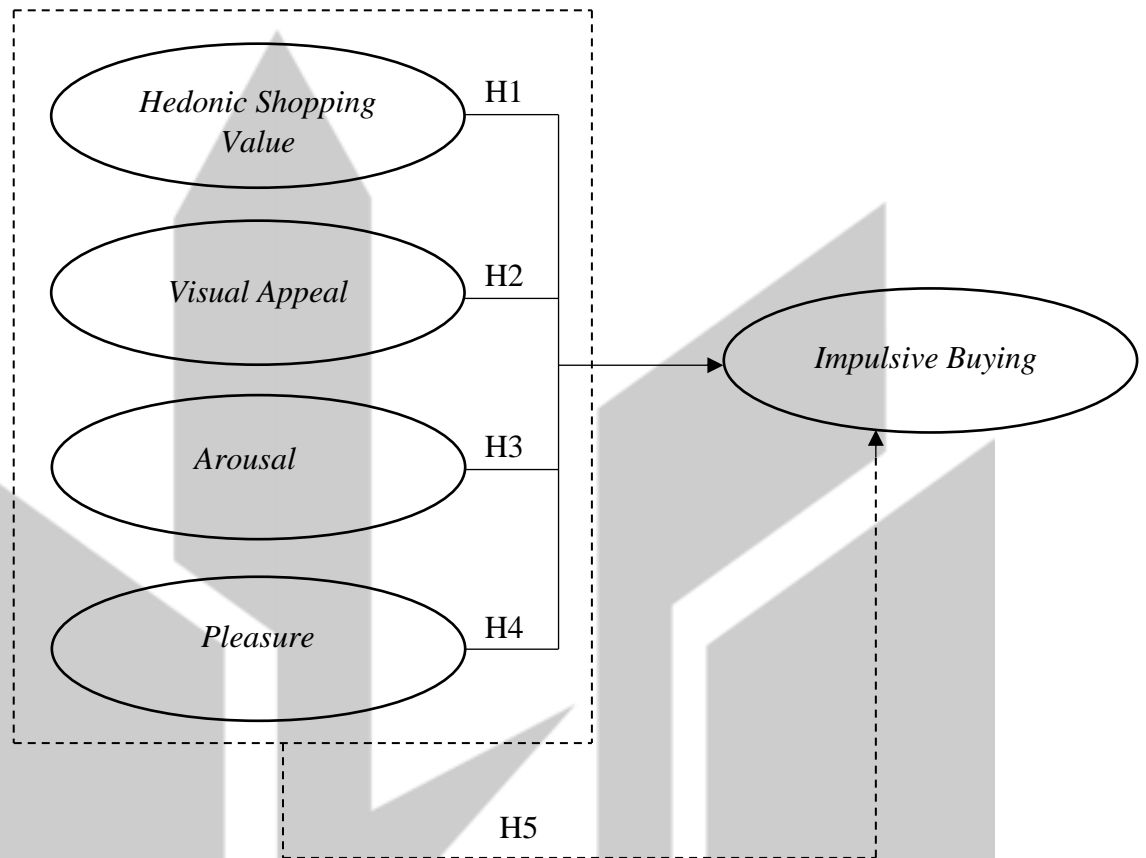 H1
Hedonic Shopping
Value
H2
Visual Appeal
Impulsive Buying
H3
Arousal
H4
Pleasure
H5